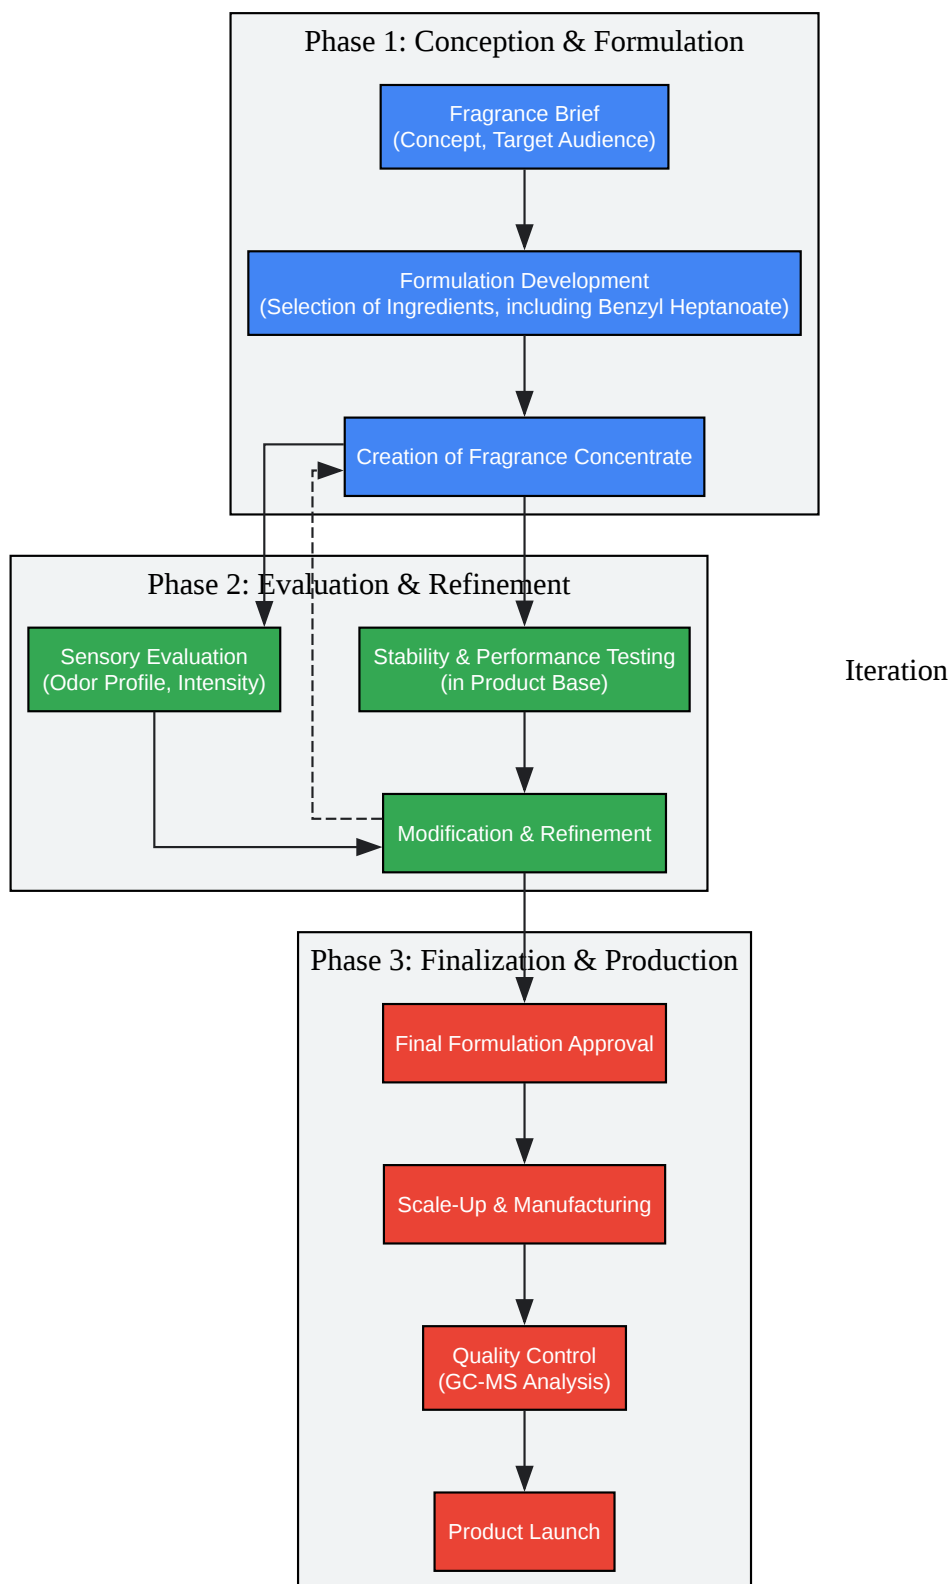 Phase 1: Conception & Formulation
Fragrance Brief
(Concept, Target Audience)
Formulation Development
(Selection of Ingredients, including Benzyl Heptanoate)
Creation of Fragrance Concentrate
Phase 2: Evaluation & Refinement
Sensory Evaluation
(Odor Profile, Intensity)
Stability & Performance Testing
(in Product Base)
Iteration
Modification & Refinement
Phase 3: Finalization & Production
Final Formulation Approval
Scale-Up & Manufacturing
Quality Control
(GC-MS Analysis)
Product Launch